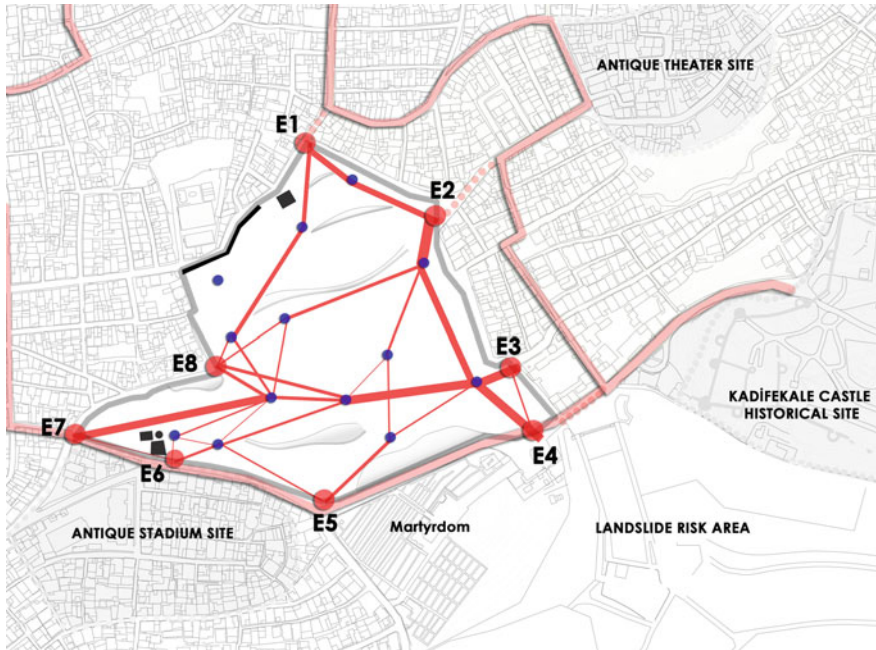 ANTIQUE THEATER SITE
E1
E2
E3
E8
KADİFEKALE CASTLE
HISTORICAL SITE
E7
E4
E6
E5
ANTIQUE STADIUM SITE
Martyrdom
LANDSLIDE RISK AREA